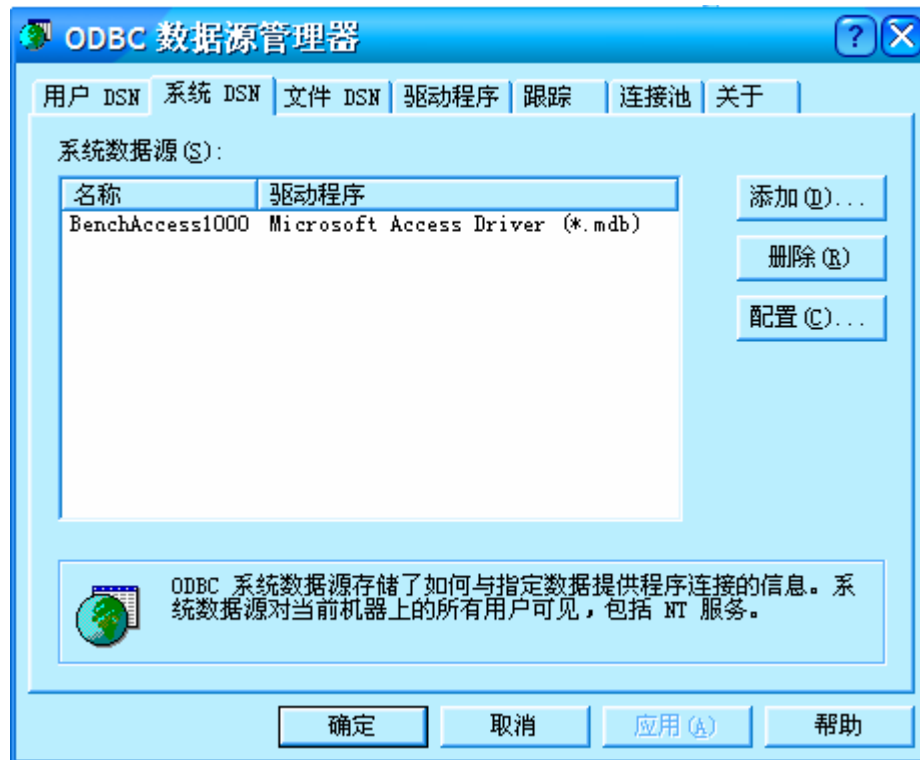 ODBC 数据源管理器
用户 DSN 系统 DSN 文件 DSN 驱动程序 跟踪 连接池 关于
系统数据源(S):
名称 驱动程序
BenchAccess1000 Microsoft Access Driver (*.mdb)
添加(D)...
删除(R)
配置(C)...
ODBC 系统数据源存储了如何与指定数据提供程序连接的信息。系
统数据源对当前机器上的所有用户可见，包括 NT 服务。
确定 取消 应用(A) 帮助